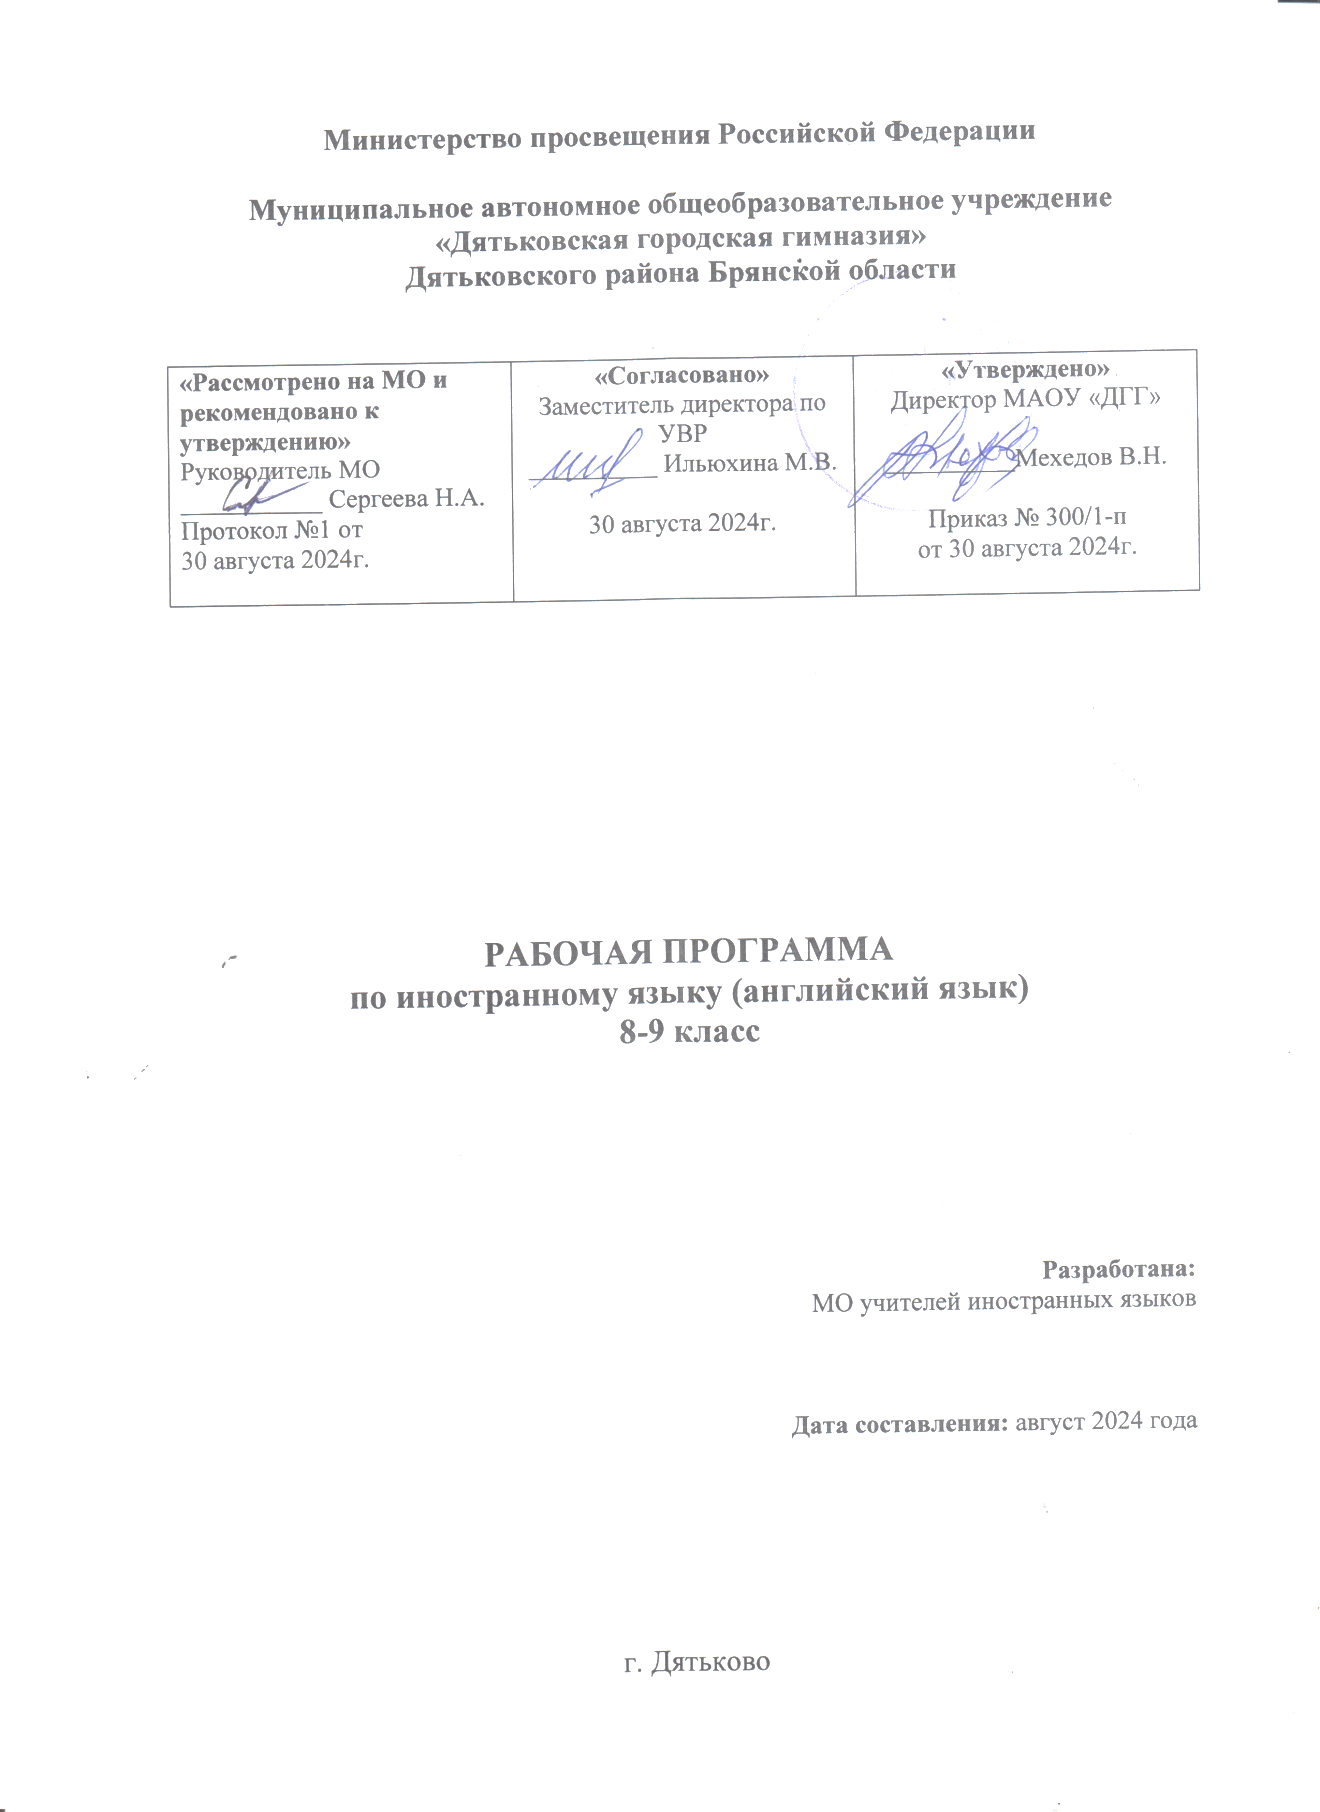 Министерство просвещения Российской Федерации
Муниципальное автономное общеобразовательное учреждение
«Дятьковская городская гимназия»
Дятьковского района Брянской области
«Рассмотрено на МО и
рекомендовано к
утверждению»
Руководитель МО
___________ Сергеева Н.А.
Протокол №1 от
30 августа 2024г.
«Согласовано»
Заместитель директора по
УВР
__________ Ильюхина М.В.
30 августа 2024г.
«Утверждено»
Директор МАОУ «ДГГ»
__________Мехедов В.Н.
Приказ № 300/1-п
от 30 августа 2024г.
РАБОЧАЯ ПРОГРАММА
по иностранному языку (английский язык)
8-9 класс
Разработана:
МО учителей иностранных языков
Дата составления: август 2024 года
г. Дятьково